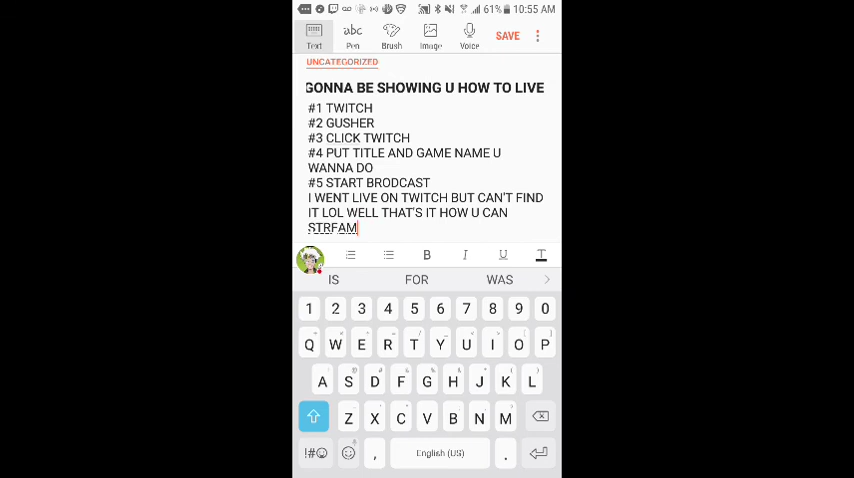 61% 10:55 AM
abc
Text Pen Brush Image Voice SAVE
UNCATEGORIZED
GONNA BE SHOWING U HOW TO LIVE
#1 TWITCH
#2 GUSHER
#3 CLICK TWITCH
#4 PUT TITLE AND GAME NAME U
WANNA DO
#5 START BRODCAST
I WENT LIVE ON TWITCH BUT CAN'T FIND
IT LOL WELL THAT'S IT HOW U CAN
STREAM
B I U T
IS FOR WAS
1 2 3 4 5 6 7 8 9 0
Q W E R T Y U I O P
A S D F G H J K L
Z X C V B N M
!#☺ , English (US) .